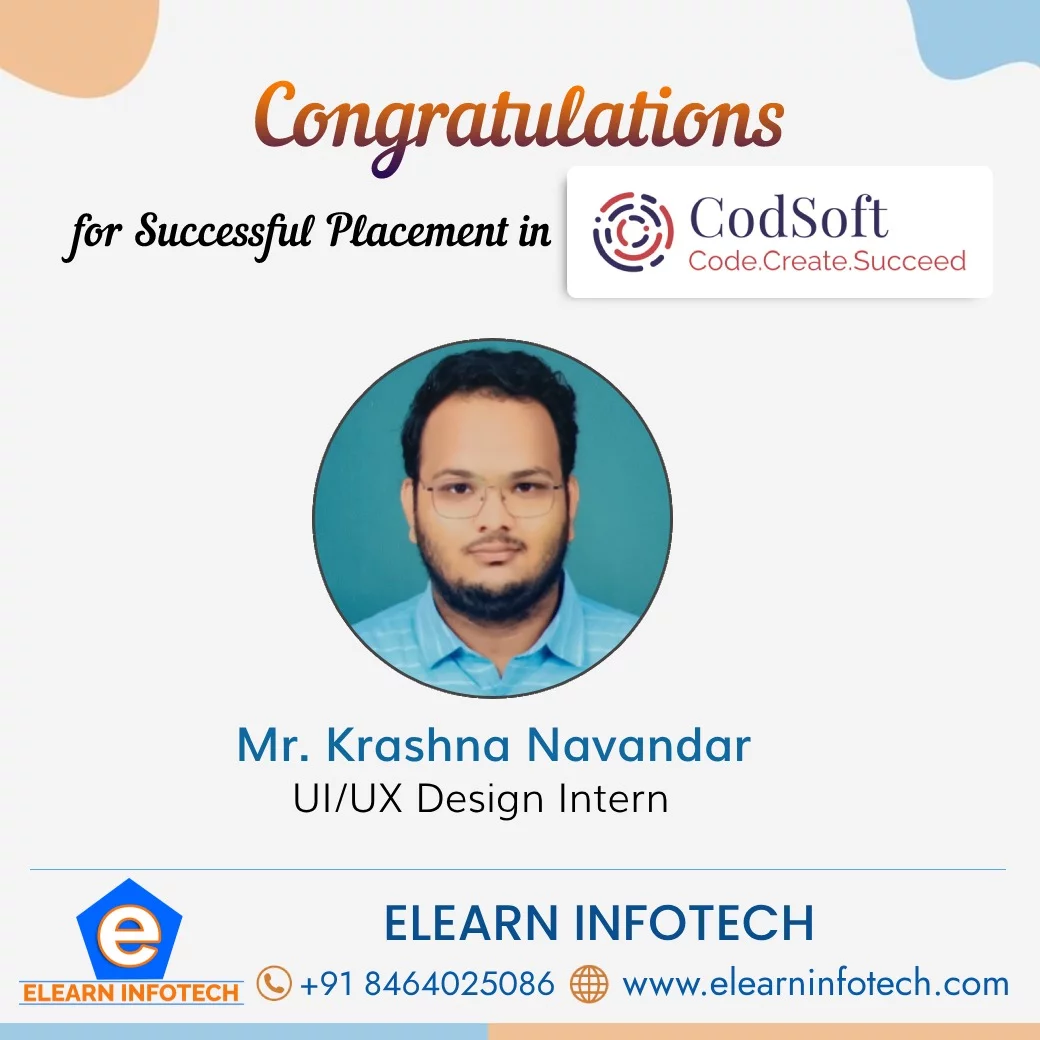 Congratulations
for Successful Placement in
CodSoft
Code.Create.Succeed
Mr. Krashna Navandar
UI/UX Design Intern
e
ELEARN INFOTECH
ELEARN INFOTECH
+91 8464025086 www.elearninfotech.com